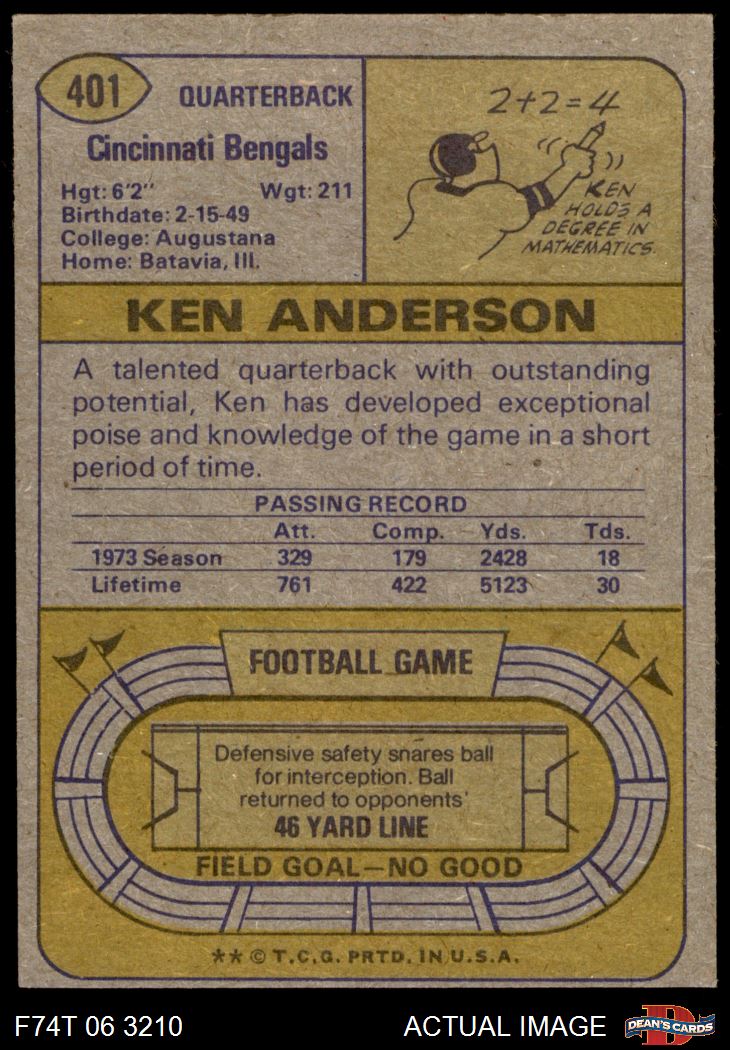 401
QUARTERBACK
Cincinnati Bengals
Hgt: 6'2" Wgt: 211
Birthdate: 2-15-49
College: Augustana
Home: Batavia, Ill.
2+2=4
KEN
HOLDS A
DEGREE IN
MATHEMATICS.
KEN ANDERSON
A talented quarterback with outstanding
potential, Ken has developed exceptional
poise and knowledge of the game in a short
period of time.
PASSING RECORD
Att. Comp. Yds. Tds.
1973 Season 329 179 2428 18
Lifetime 761 422 5123 30
FOOTBALL GAME
Defensive safety snares ball
for interception. Ball
returned to opponents'
46 YARD LINE
FIELD GOAL—NO GOOD
** © T.C.G. PRTD. IN U.S.A.
F74T 06 3210 ACTUAL IMAGE
D
DEAN'S CARDS